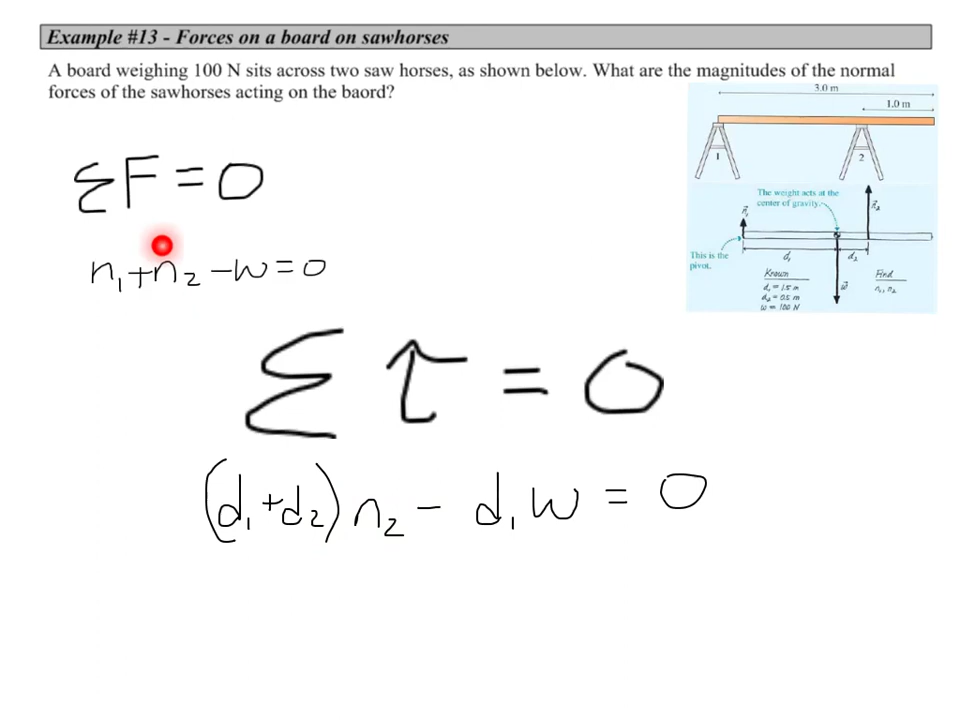 Example #13 - Forces on a board on sawhorses
A board weighing 100 N sits across two saw horses, as shown below. What are the magnitudes of the normal
forces of the sawhorses acting on the baord?
3.0 m
1.0 m
1
2
ΣF = 0
n₁+n₂ -w = 0
The weight acts at the
center of gravity.
n⃗₁
n⃗₂
This is the
pivot.
d₁
d₂
w⃗
Known
d₁ = 1.5 m
d₂ = 0.5 m
w = 100 N
Find
n₁, n₂
Στ = 0
(d₁+d₂)n₂ - d₁w = 0